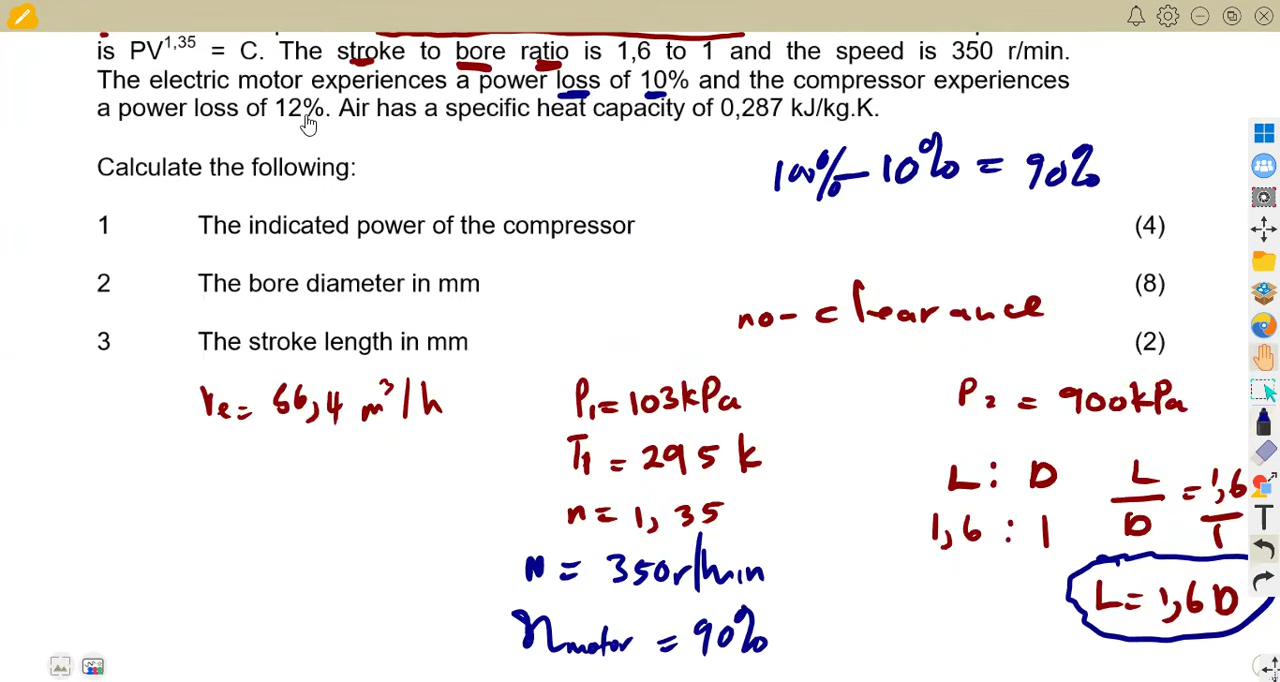 is PV1,35 = C. The stroke to bore ratio is 1,6 to 1 and the speed is 350 r/min.
The electric motor experiences a power loss of 10% and the compressor experiences
a power loss of 12%. Air has a specific heat capacity of 0,287 kJ/kg.K.
100% - 10% = 90%
Calculate the following:
1 The indicated power of the compressor (4)
2 The bore diameter in mm (8)
no-clearance
3 The stroke length in mm (2)
Ve = 66,4 m³/h
P1 = 103kPa
P2 = 900kPa
T1 = 295 k
L : D
L/D = 1,6/1
n = 1,35
1,6 : 1
N = 350r/min
L = 1,6D
ηmotor = 90%
T